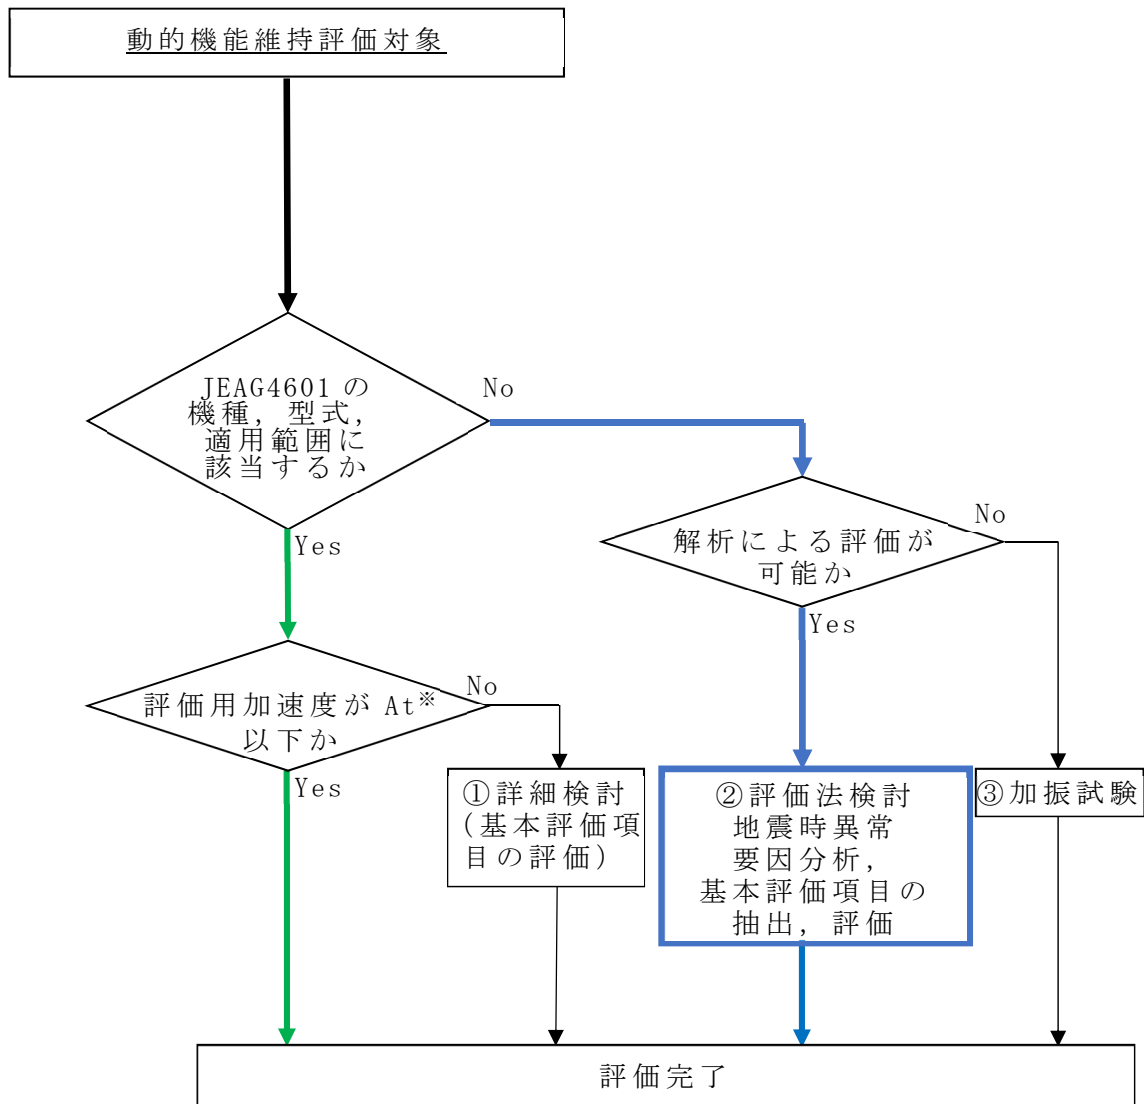 動的機能維持評価対象
JEAG4601の
機種，型式，
適用範囲に
該当するか
No
Yes
解析による評価が
可能か
No
Yes
評価用加速度が At※
以下か
No
Yes
①詳細検討
(基本評価項
目の評価)
②評価法検討
地震時異常
要因分析，
基本評価項目の
抽出，評価
③加振試験
評価完了